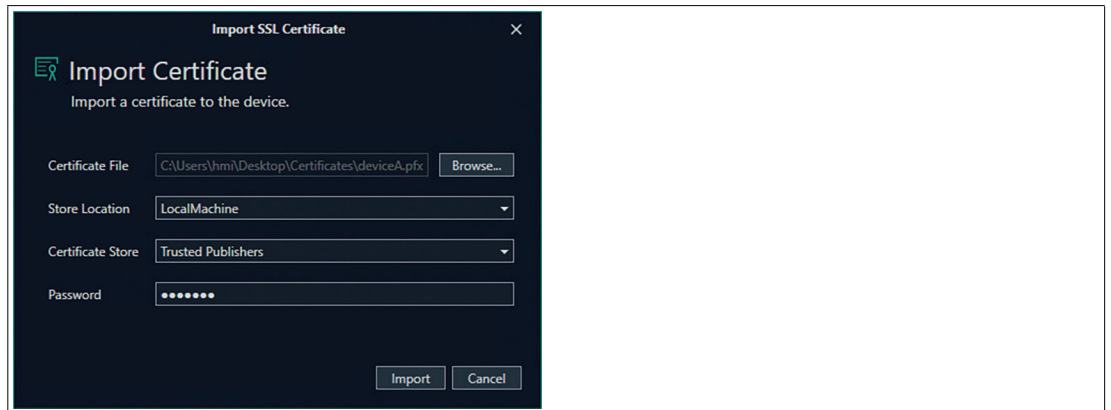 Import SSL Certificate
Import Certificate
Import a certificate to the device.
Certificate File C:\Users\hmi\Desktop\Certificates\deviceA.pfx Browse...
Store Location LocalMachine
Certificate Store Trusted Publishers
Password •••••••
Import Cancel